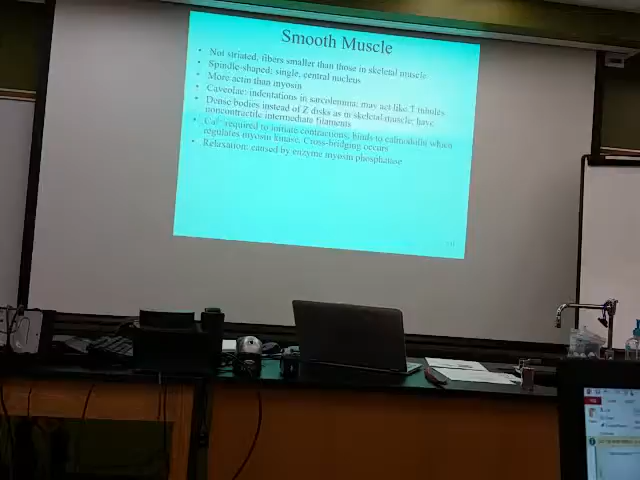 Smooth Muscle
• Not striated, fibers smaller than those in skeletal muscle
• Spindle-shaped; single, central nucleus
• More actin than myosin
• Caveolae: indentations in sarcolemma; may act like T tubules
• Dense bodies instead of Z disks as in skeletal muscle; have
noncontractile intermediate filaments
• Ca²⁺ required to initiate contractions; binds to calmodulin which
regulates myosin kinase. Cross-bridging occurs
• Relaxation: caused by enzyme myosin phosphatase